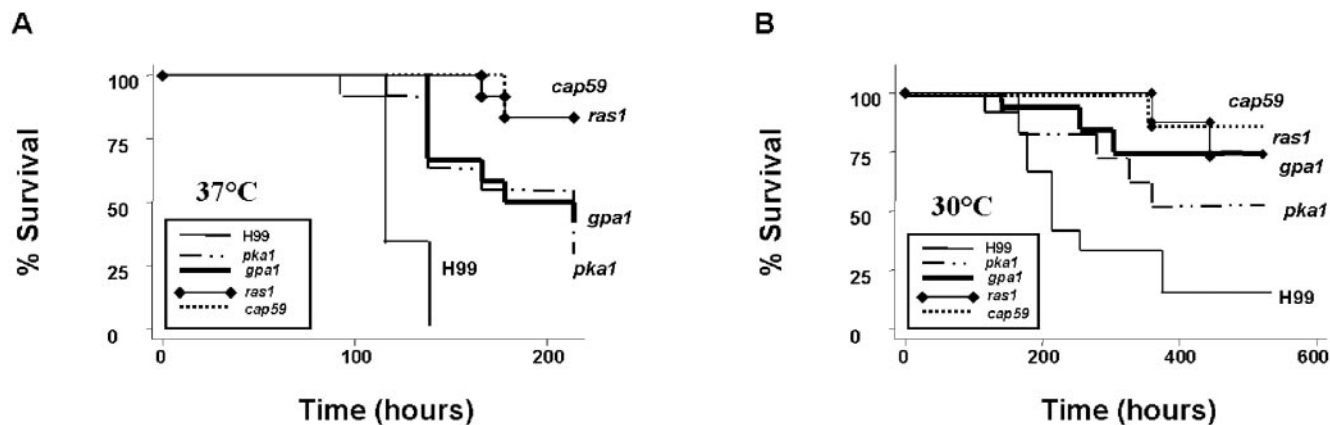 A
% Survival
100
75
50
25
0
37°C
H99
pka1
gpa1
ras1
cap59
cap59
ras1
gpa1
pka1
H99
0
100
200
Time (hours)
B
% Survival
100
75
50
25
0
30°C
H99
pka1
gpa1
ras1
cap59
cap59
ras1
gpa1
pka1
H99
0
200
400
600
Time (hours)